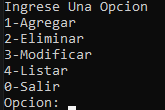 Ingrese Una Opcion
1-Agregar
2-Eliminar
3-Modificar
4-Listar
0-Salir
Opcion: